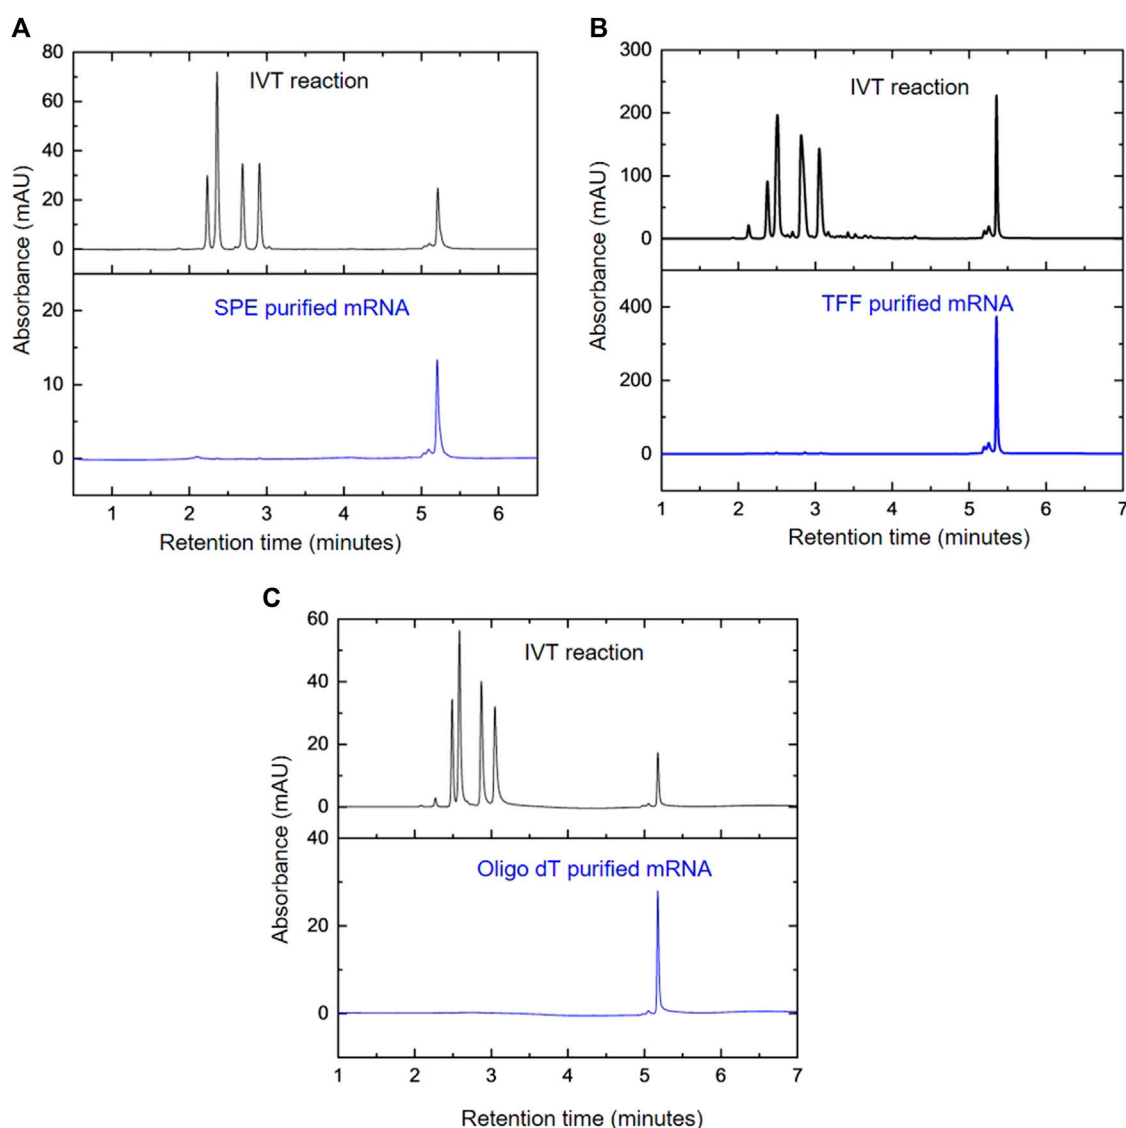 A
80
60
40
20
0
IVT reaction
20
10
0
SPE purified mRNA
Absorbance (mAU)
1 2 3 4 5 6
Retention time (minutes)
B
300
200
100
0
IVT reaction
400
200
0
TFF purified mRNA
Absorbance (mAU)
1 2 3 4 5 6 7
Retention time (minutes)
C
60
40
20
0
IVT reaction
40
20
0
Oligo dT purified mRNA
Absorbance (mAU)
1 2 3 4 5 6 7
Retention time (minutes)